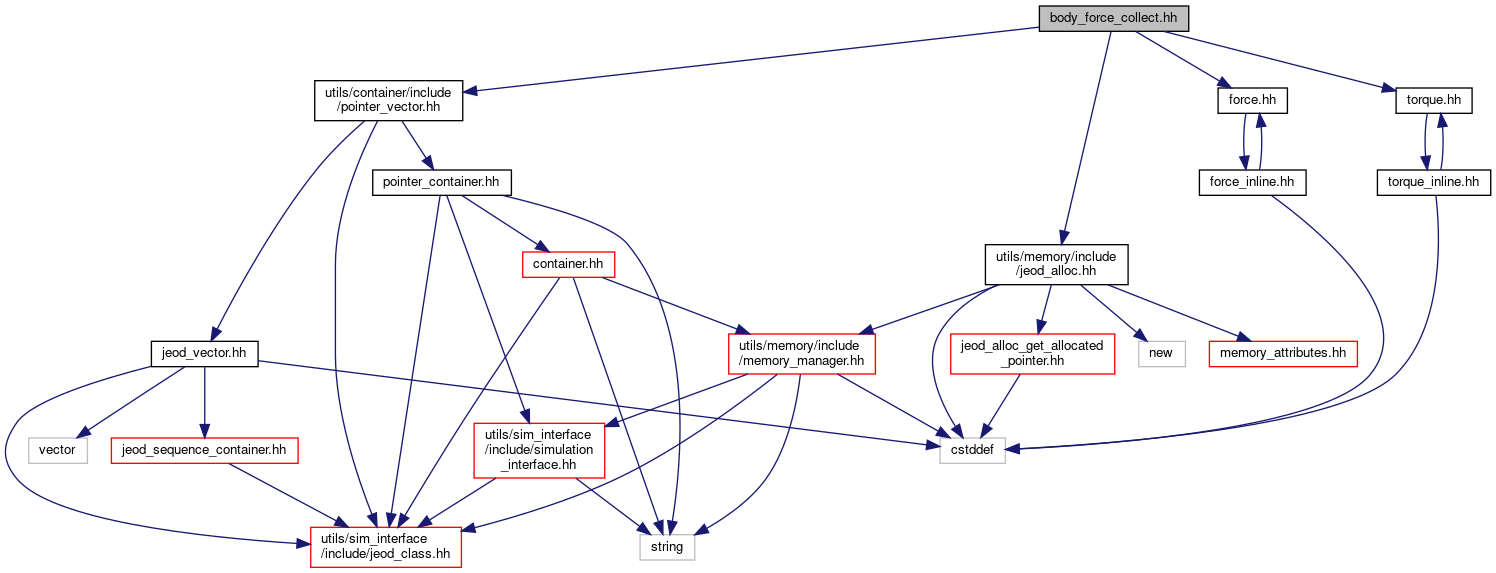 body_force_collect.hh
utils/container/include
/pointer_vector.hh
force.hh
torque.hh
pointer_container.hh
force_inline.hh
torque_inline.hh
container.hh
utils/memory/include
/jeod_alloc.hh
jeod_vector.hh
utils/memory/include
/memory_manager.hh
jeod_alloc_get_allocated
_pointer.hh
new
memory_attributes.hh
vector
jeod_sequence_container.hh
utils/sim_interface
/include/simulation
_interface.hh
cstddef
utils/sim_interface
/include/jeod_class.hh
string